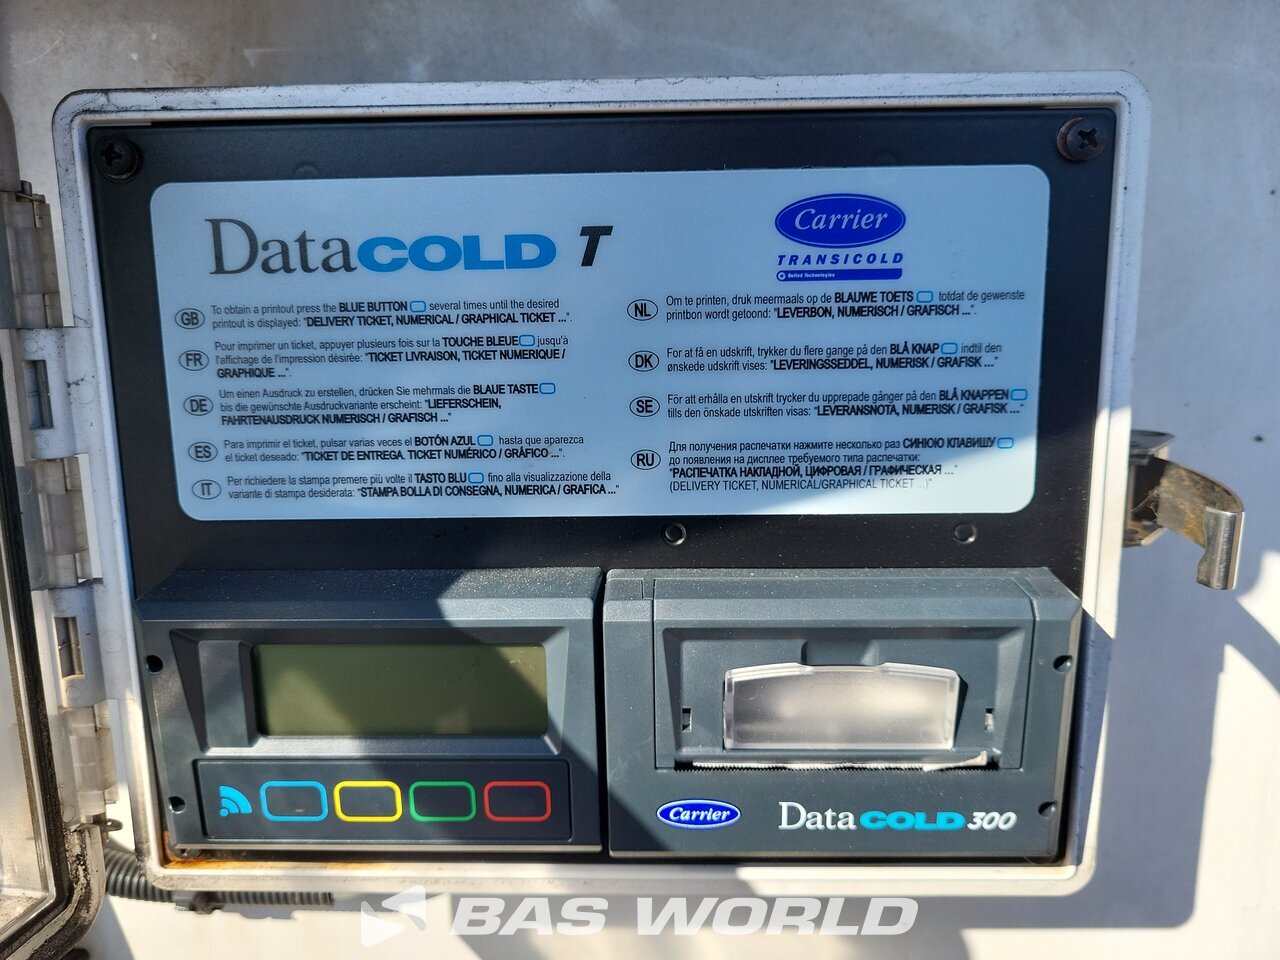 DataCOLD T
Carrier
TRANSICOLD
United Technologies
GB To obtain a printout press the BLUE BUTTON several times until the desired
printout is displayed: "DELIVERY TICKET, NUMERICAL / GRAPHICAL TICKET ...".
FR Pour imprimer un ticket, appuyer plusieurs fois sur la TOUCHE BLEUE jusqu'à
l'affichage de l'impression désirée: "TICKET LIVRAISON, TICKET NUMERIQUE /
GRAPHIQUE ...".
DE Um einen Ausdruck zu erstellen, drücken Sie mehrmals die BLAUE TASTE
bis die gewünschte Ausdruckvariante erscheint: "LIEFERSCHEIN,
FAHRTENAUSDRUCK NUMERISCH / GRAFISCH ..."
ES Para imprimir el ticket, pulsar varias veces el BOTÓN AZUL hasta que aparezca
el ticket deseado: "TICKET DE ENTREGA. TICKET NUMÉRICO / GRÁFICO ...".
IT Per richiedere la stampa premere più volte il TASTO BLU fino alla visualizzazione della
variante di stampa desiderata: "STAMPA BOLLA DI CONSEGNA, NUMERICA / GRAFICA ..."
NL Om te printen, druk meermaals op de BLAUWE TOETS totdat de gewenste
printbon wordt getoond: "LEVERBON, NUMERISCH / GRAFISCH ...".
DK For at få en udskrift, trykker du flere gange på den BLÅ KNAP indtil den
ønskede udskrift vises: "LEVERINGSSEDDEL, NUMERISK / GRAFISK ..."
SE För att erhålla en utskrift trycker du upprepade gånger på den BLÅ KNAPPEN
tills den önskade utskriften visas: "LEVERANSNOTA, NUMERISK / GRAFISK ..."
RU Для получения распечатки нажмите несколько раз СИНЮЮ КЛАВИШУ
до появления на дисплее требуемого типа распечатки:
"РАСПЕЧАТКА НАКЛАДНОЙ, ЦИФРОВАЯ / ГРАФИЧЕСКАЯ ..."
(DELIVERY TICKET, NUMERICAL/GRAPHICAL TICKET ...)".
Carrier DataCOLD 300
BAS WORLD